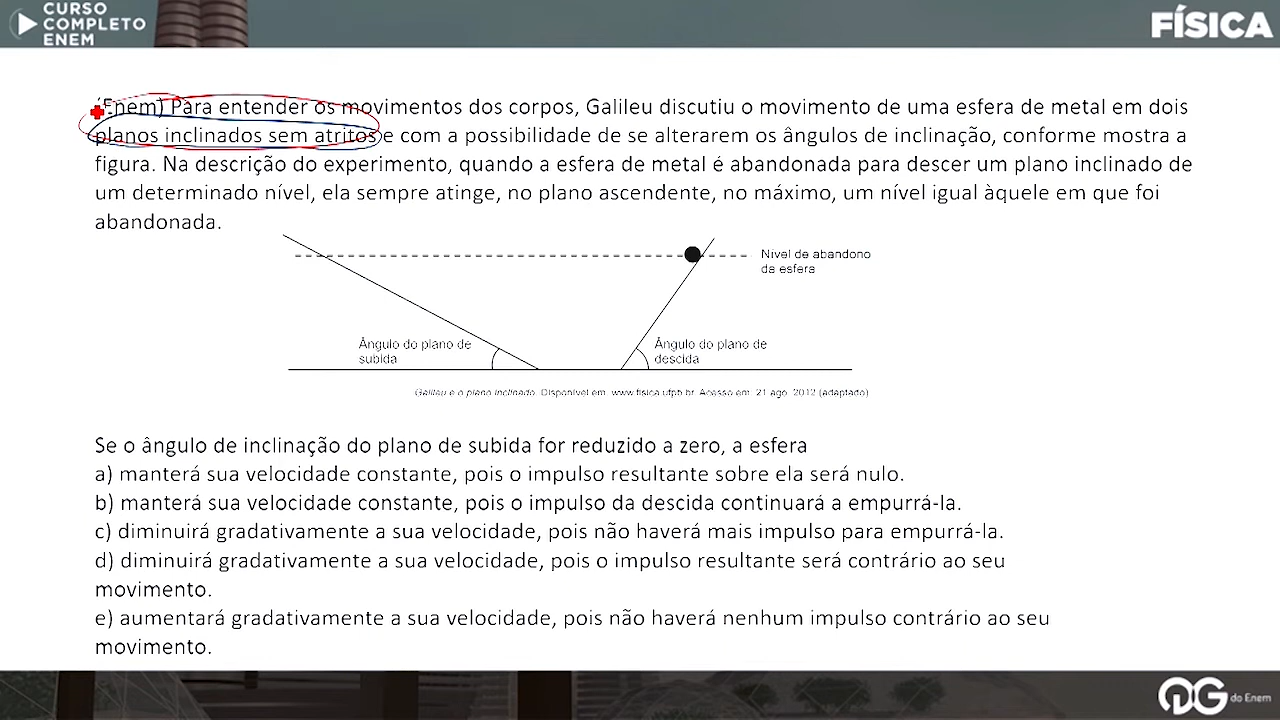 CURSO
COMPLETO
ENEM
FÍSICA
(Enem) Para entender os movimentos dos corpos, Galileu discutiu o movimento de uma esfera de metal em dois
planos inclinados sem atritos e com a possibilidade de se alterarem os ângulos de inclinação, conforme mostra a
figura. Na descrição do experimento, quando a esfera de metal é abandonada para descer um plano inclinado de
um determinado nível, ela sempre atinge, no plano ascendente, no máximo, um nível igual àquele em que foi
abandonada.
Nível de abandono
da esfera
Ângulo do plano de
subida
Ângulo do plano de
descida
Galileu e o plano inclinado. Disponível em: www.fisica.ufpb.br. Acesso em: 21 ago. 2012 (adaptado)
Se o ângulo de inclinação do plano de subida for reduzido a zero, a esfera
a) manterá sua velocidade constante, pois o impulso resultante sobre ela será nulo.
b) manterá sua velocidade constante, pois o impulso da descida continuará a empurrá-la.
c) diminuirá gradativamente a sua velocidade, pois não haverá mais impulso para empurrá-la.
d) diminuirá gradativamente a sua velocidade, pois o impulso resultante será contrário ao seu
movimento.
e) aumentará gradativamente a sua velocidade, pois não haverá nenhum impulso contrário ao seu
movimento.
QG do Enem